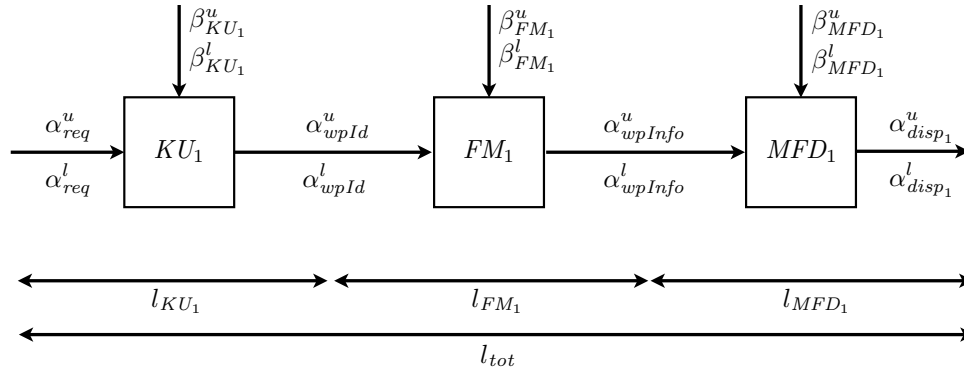 β^u_{KU_1} β^u_{FM_1} β^u_{MFD_1}
β^l_{KU_1} β^l_{FM_1} β^l_{MFD_1}
α^u_{req} α^u_{wpId} α^u_{wpInfo} α^u_{disp_1}
KU_1 FM_1 MFD_1
α^l_{req} α^l_{wpId} α^l_{wpInfo} α^l_{disp_1}
l_{KU_1} l_{FM_1} l_{MFD_1}
l_{tot}